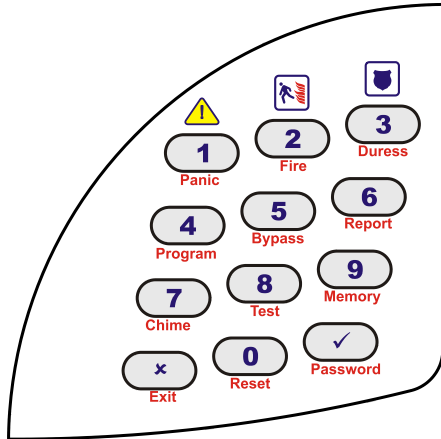 !
1
Panic
2
Fire
3
Duress
4
Program
5
Bypass
6
Report
7
Chime
8
Test
9
Memory
✘
Exit
0
Reset
✓
Password